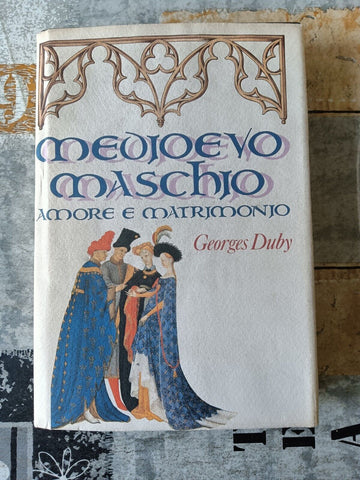 MEDIOEVO
MASCHIO
AMORE E MATRIMONIO
Georges Duby